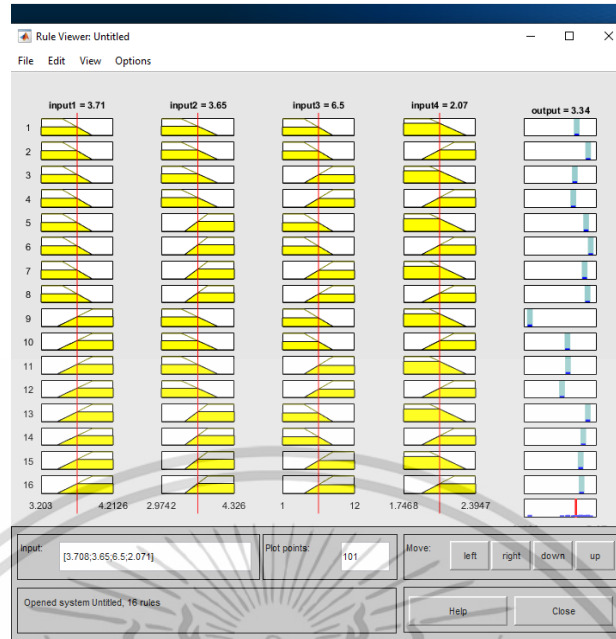 Rule Viewer: Untitled
File Edit View Options
input1 = 3.71 input2 = 3.65 input3 = 6.5 input4 = 2.07 output = 3.34
1
2
3
4
5
6
7
8
9
10
11
12
13
14
15
16
3.203 4.2126 2.9742 4.326 1 12 1.7468 2.3947
Input: [3.708;3.65;6.5;2.071] Plot points: 101 Move: left right down up
Opened system Untitled, 16 rules Help Close